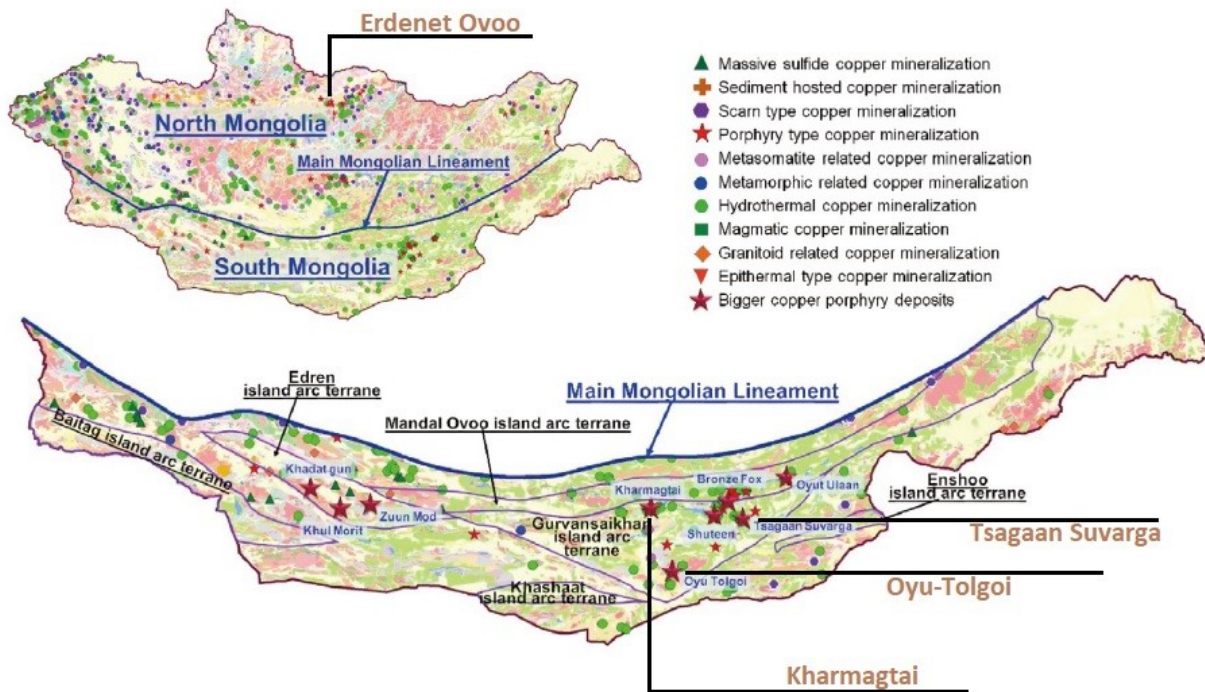 Erdenet Ovoo
North Mongolia
Main Mongolian
Lineament
South Mongolia
Massive sulfide copper mineralization
Sediment hosted copper mineralization
Scarn type copper mineralization
Porphyry type copper mineralization
Metasomatite related copper mineralization
Metamorphic related copper mineralization
Hydrothermal copper mineralization
Magmatic copper mineralization
Granitoid related copper mineralization
Epithermal type copper mineralization
Bigger copper porphyry deposits
Edren
island arc terrane
Main Mongolian Lineament
Mandal Ovoo island arc terrane
Baitag island arc terrane
Khadat gun
Bronze Fox
Kharmagtai
Oyut Ulaan
Enshoo
island arc terrane
Zuun Mod
Khul Morit
Gurvansaikhan
island arc
terrane
Shuteen
Tsagaan Suvarga
Tsagaan Suvarga
Oyu Tolgoi
Oyu-Tolgoi
Khashaat
island arc terrane
Kharmagtai